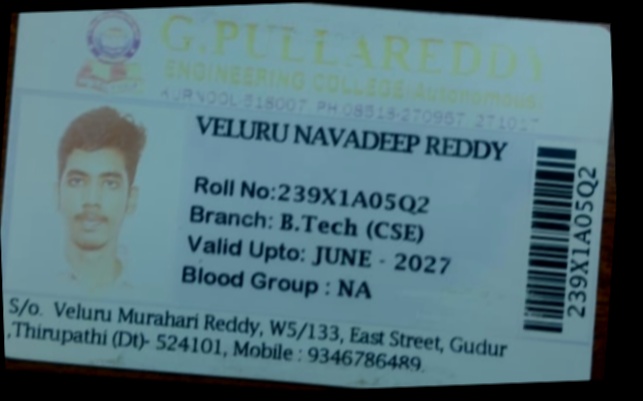 G.PULLAREDDY
ENGINEERING COLLEGE(Autonomous)
KURNOOL-518007 PH:08518-270957, 271017
VELURU NAVADEEP REDDY
Roll No:239X1A05Q2
Branch: B.Tech (CSE)
Valid Upto: JUNE - 2027
Blood Group : NA
S/o. Veluru Murahari Reddy, W5/133, East Street, Gudur
,Thirupathi (Dt)- 524101, Mobile : 9346786489.
239X1A05Q2